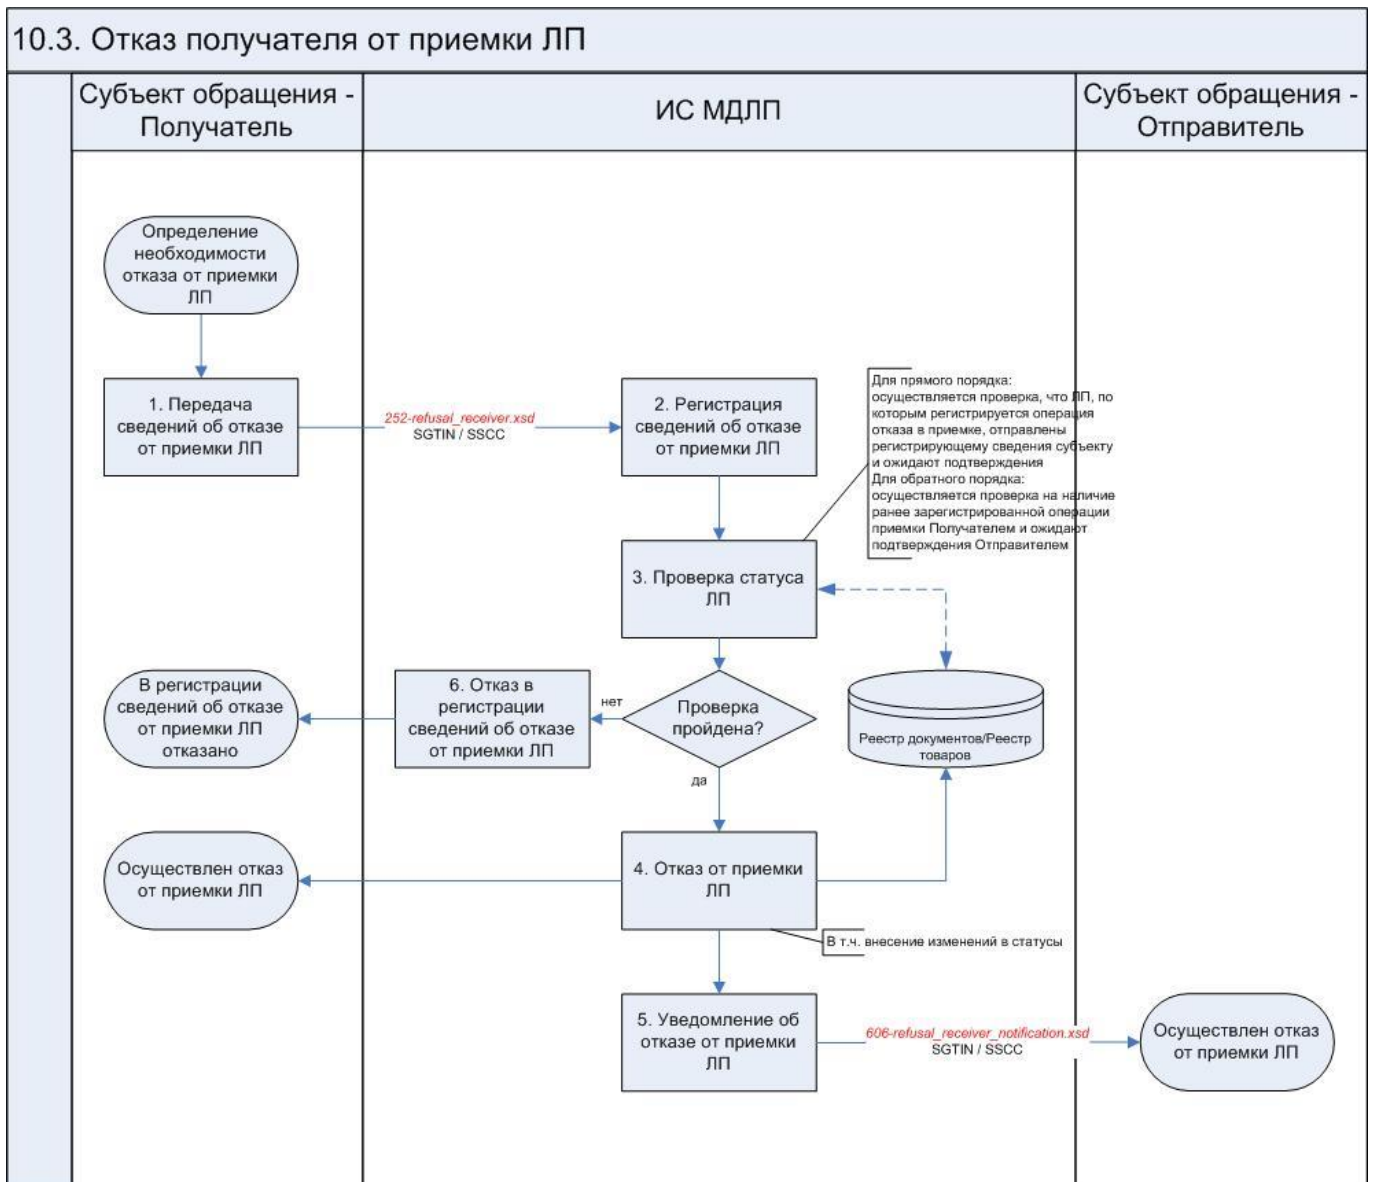 10.3. Отказ получателя от приемки ЛП
Субъект обращения -
Получатель
ИС МДЛП
Субъект обращения -
Отправитель
Определение
необходимости
отказа от приемки
ЛП
1. Передача
сведений об отказе
от приемки ЛП
252-refusal_receiver.xsd
SGTIN / SSCC
2. Регистрация
сведений об отказе
от приемки ЛП
Для прямого порядка:
осуществляется проверка, что ЛП, по
которым регистрируется операция
отказа в приемке, отправлены
регистрирующему сведения субъекту
и ожидают подтверждения
Для обратного порядка:
осуществляется проверка на наличие
ранее зарегистрированной операции
приемки Получателем и ожидают
подтверждения Отправителем
3. Проверка статуса
ЛП
В регистрации
сведений об отказе
от приемки ЛП
отказано
6. Отказ в
регистрации
сведений об отказе
от приемки ЛП
нет
Проверка
пройдена?
Реестр документов/Реестр
товаров
да
Осуществлен отказ
от приемки ЛП
4. Отказ от приемки
ЛП
В т.ч. внесение изменений в статусы
5. Уведомление об
отказе от приемки
ЛП
606-refusal_receiver_notification.xsd
SGTIN / SSCC
Осуществлен отказ
от приемки ЛП